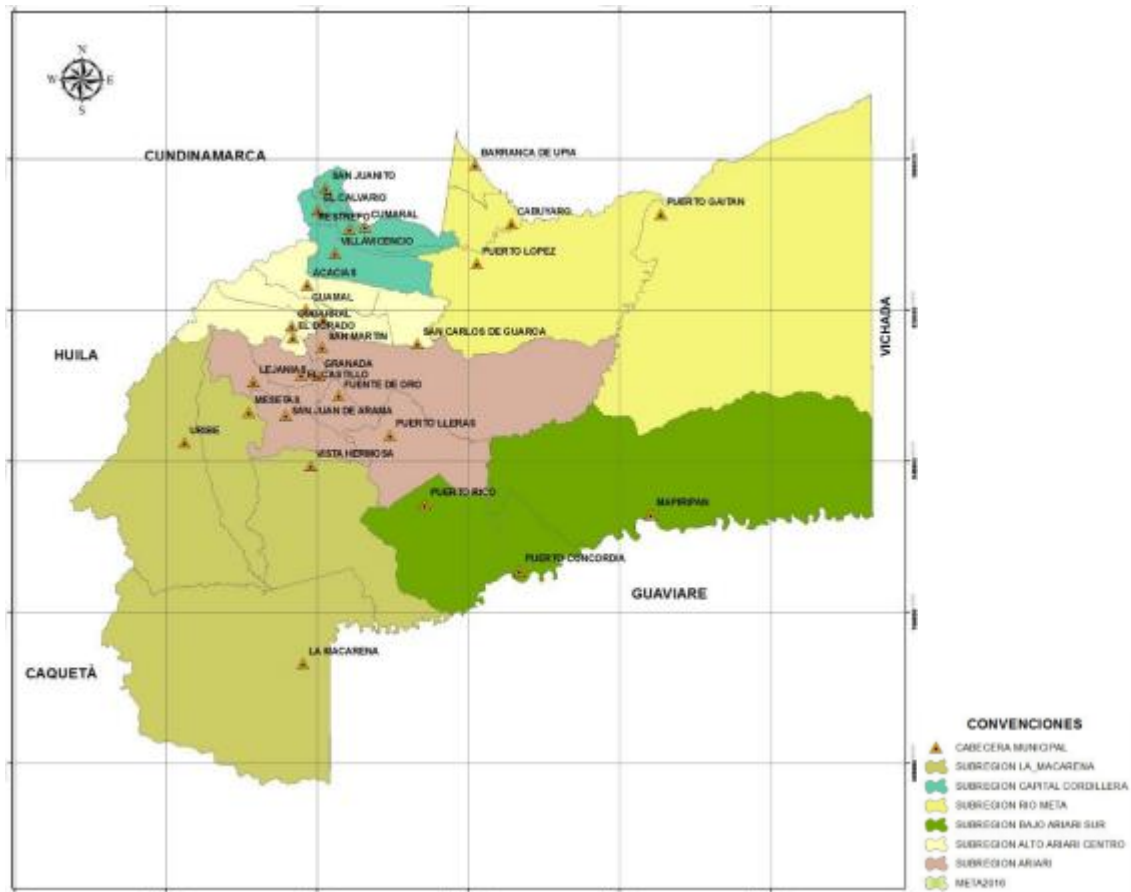 N
W E
S
CUNDINAMARCA
BARRANCA DE UPIA
SAN JUANITO
EL CALVARIO
RESTREPO
CUMARAL
CABUYARO
PUERTO GAITAN
VILLAVICENCIO
PUERTO LOPEZ
ACACIAS
GUAMAL
EL DORADO
SAN MARTIN
SAN CARLOS DE GUAROA
HUILA
VICHADA
LEJANIAS
GRANADA
EL CASTILLO
FUENTE DE ORO
MESETAS
SAN JUAN DE ARAMA
URIBE
PUERTO LLERAS
VISTA HERMOSA
PUERTO RICO
MAPIRIPAN
PUERTO CONCORDIA
GUAVIARE
LA MACARENA
CAQUETÀ
CONVENCIONES
CABECERA MUNICIPAL
SUBREGION LA_MACARENA
SUBREGION CAPITAL CORDILLERA
SUBREGION RIO META
SUBREGION BAJO ARIARI SUR
SUBREGION ALTO ARIARI CENTRO
SUBREGION ARIARI
META2016